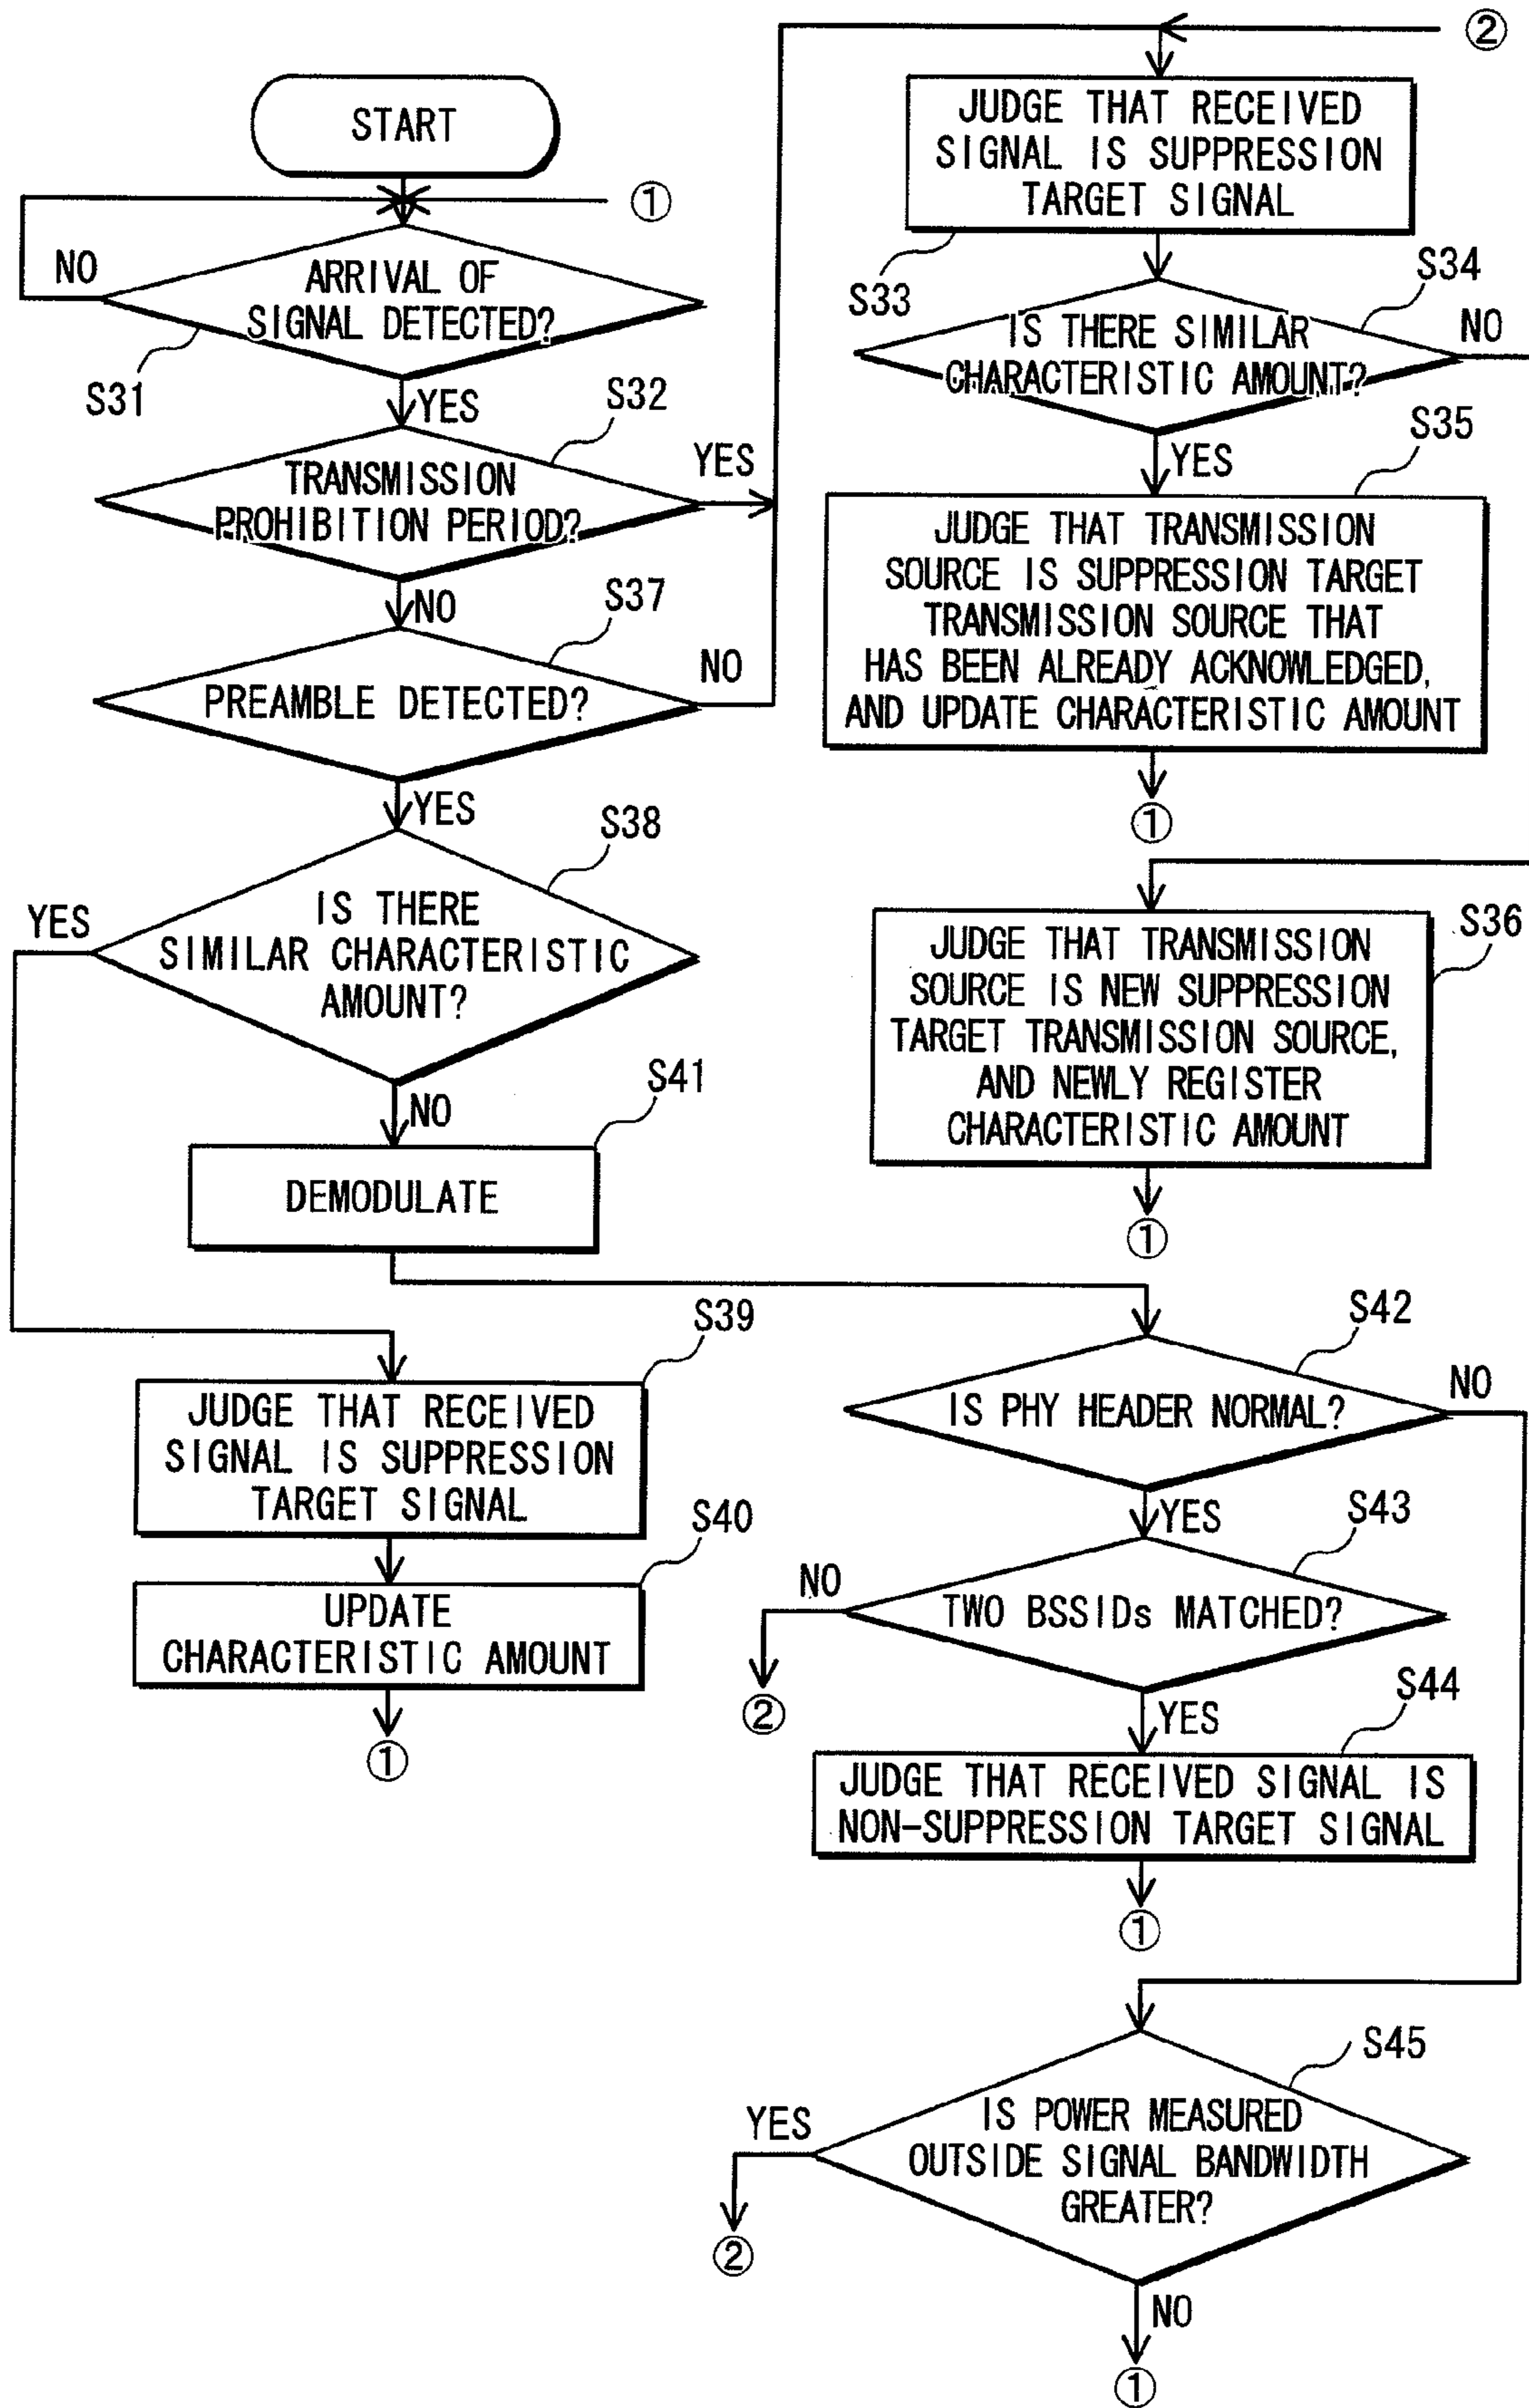 START
①
NO
ARRIVAL OF
SIGNAL DETECTED?
S31
YES
S32
TRANSMISSION
PROHIBITION PERIOD?
YES
NO
S37
PREAMBLE DETECTED?
NO
YES
S38
YES
IS THERE
SIMILAR CHARACTERISTIC
AMOUNT?
NO
S41
DEMODULATE
S39
JUDGE THAT RECEIVED
SIGNAL IS SUPPRESSION
TARGET SIGNAL
S40
UPDATE
CHARACTERISTIC AMOUNT
①
②
JUDGE THAT RECEIVED
SIGNAL IS SUPPRESSION
TARGET SIGNAL
S33
S34
IS THERE SIMILAR
CHARACTERISTIC AMOUNT?
NO
YES
S35
JUDGE THAT TRANSMISSION
SOURCE IS SUPPRESSION TARGET
TRANSMISSION SOURCE THAT
HAS BEEN ALREADY ACKNOWLEDGED,
AND UPDATE CHARACTERISTIC AMOUNT
①
S36
JUDGE THAT TRANSMISSION
SOURCE IS NEW SUPPRESSION
TARGET TRANSMISSION SOURCE,
AND NEWLY REGISTER
CHARACTERISTIC AMOUNT
①
S42
IS PHY HEADER NORMAL?
NO
YES
S43
NO
TWO BSSIDs MATCHED?
②
YES
S44
JUDGE THAT RECEIVED SIGNAL IS
NON-SUPPRESSION TARGET SIGNAL
①
S45
YES
IS POWER MEASURED
OUTSIDE SIGNAL BANDWIDTH
GREATER?
②
NO
①